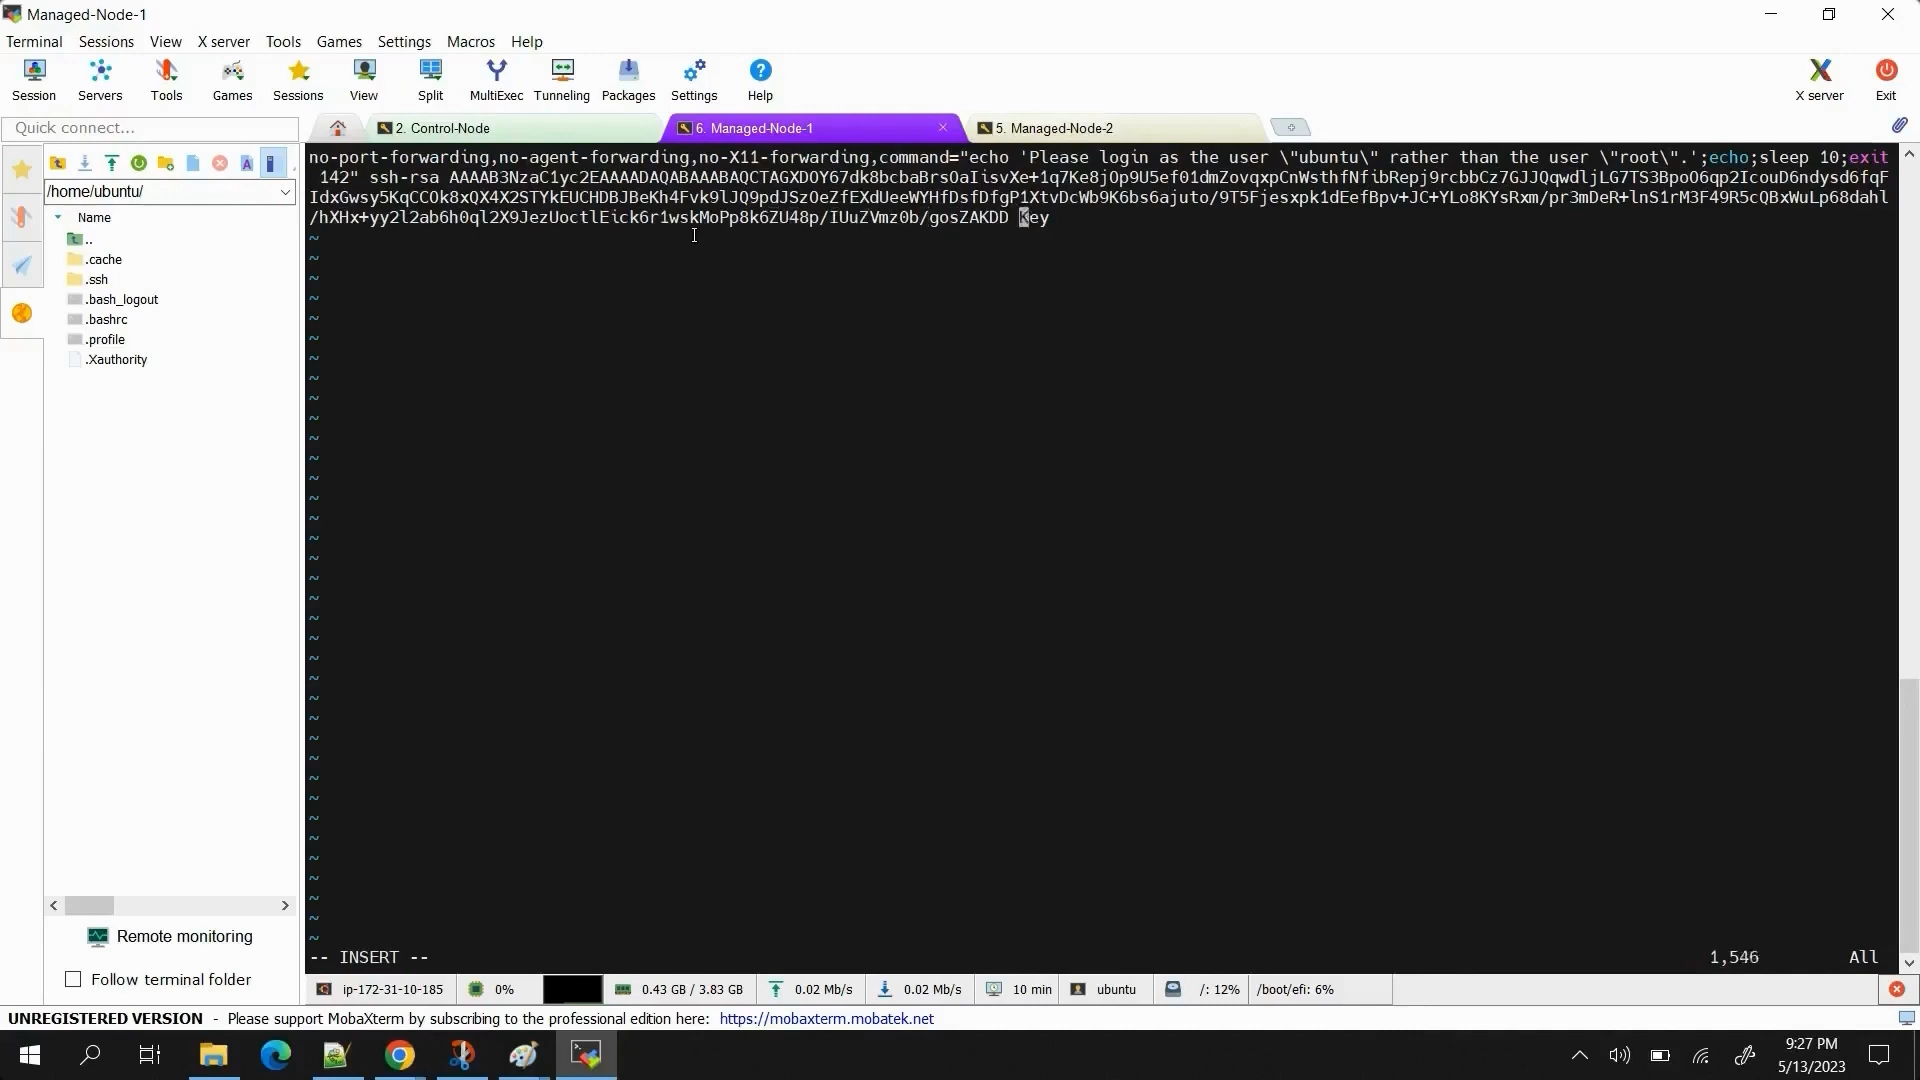 Managed-Node-1
Terminal Sessions View X server Tools Games Settings Macros Help
Session Servers Tools Games Sessions View Split MultiExec Tunneling Packages Settings Help X server Exit
Quick connect...
2. Control-Node
6. Managed-Node-1
5. Managed-Node-2
/home/ubuntu/
Name
..
.cache
.ssh
.bash_logout
.bashrc
.profile
.Xauthority
Remote monitoring
Follow terminal folder
no-port-forwarding,no-agent-forwarding,no-X11-forwarding,command="echo 'Please login as the user \"ubuntu\" rather than the user \"root\".';echo;sleep 10;exit
142" ssh-rsa AAAAB3NzaC1yc2EAAAADAQABAAABAQCTAGXDOY67dk8bcbaBrsOaIisvXe+1q7Ke8jOp9U5ef01dmZovqxpCnWsthfNfibRepj9rcbbCz7GJJQqwdljLG7TS3BpoO6qp2IcouD6ndysd6fqF
IdxGwsy5KqCCOk8xQX4X2STYkEUCHDBJBeKh4Fvk9lJQ9pdJSzOeZfEXdUeeWYHfDsfDfgP1XtvDcWb9K6bs6ajuto/9T5Fjesxpk1dEefBpv+JC+YLo8KYsRxm/pr3mDeR+lnS1rM3F49R5cQBxWuLp68dahl
/hXHx+yy2l2ab6h0ql2X9JezUoctlEick6r1wskMoPp8k6ZU48p/IUuZVmz0b/gosZAKDD Key
-- INSERT --
1,546
All
ip-172-31-10-185
0%
0.43 GB / 3.83 GB
0.02 Mb/s
0.02 Mb/s
10 min
ubuntu
/: 12%
/boot/efi: 6%
UNREGISTERED VERSION - Please support MobaXterm by subscribing to the professional edition here: https://mobaxterm.mobatek.net
9:27 PM
5/13/2023